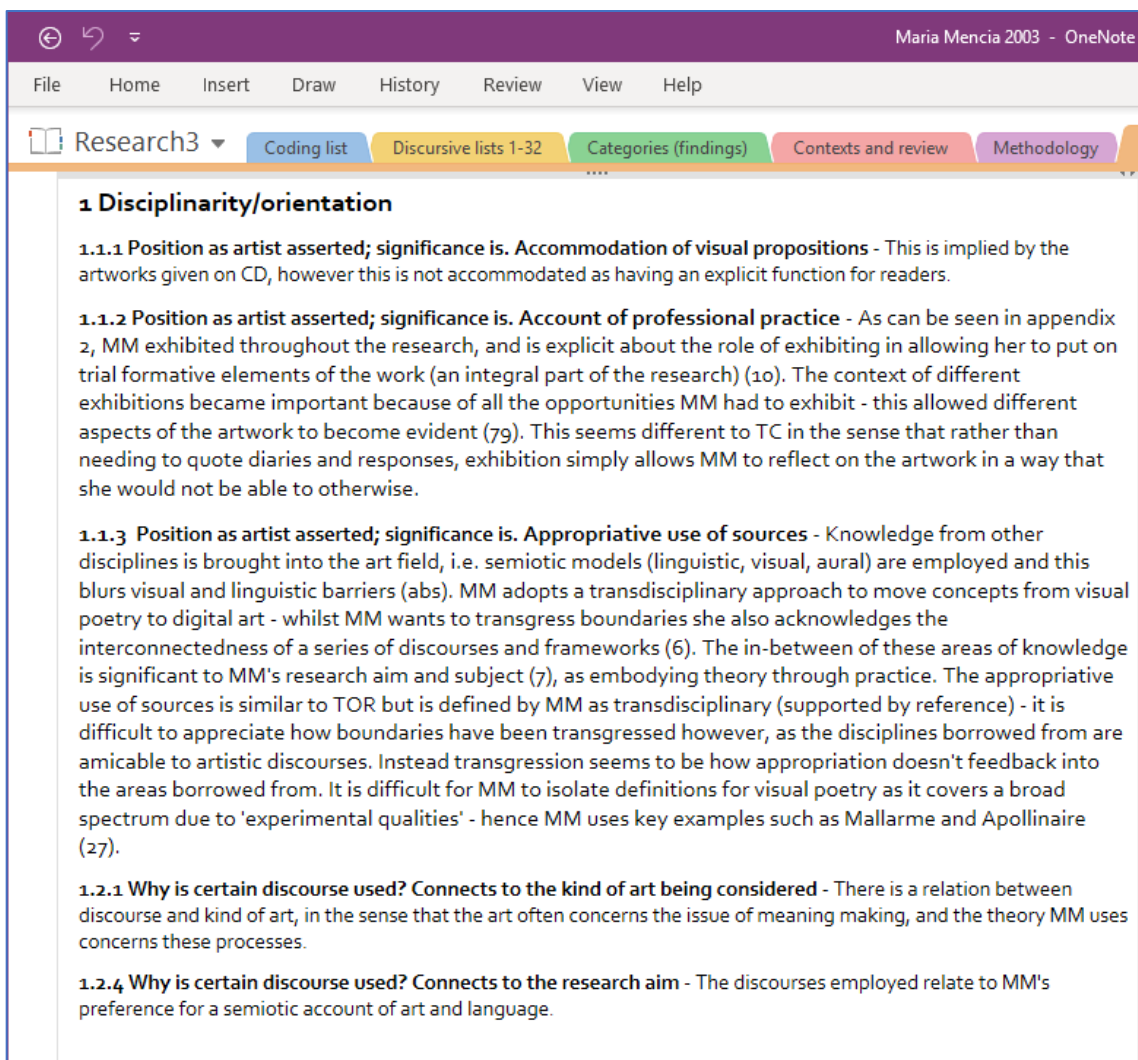 Maria Mencia 2003 - OneNote
File Home Insert Draw History Review View Help
Research3 Coding list Discursive lists 1-32 Categories (findings) Contexts and review Methodology
1 Disciplinarity/orientation
1.1.1 Position as artist asserted; significance is. Accommodation of visual propositions - This is implied by the
artworks given on CD, however this is not accommodated as having an explicit function for readers.
1.1.2 Position as artist asserted; significance is. Account of professional practice - As can be seen in appendix
2, MM exhibited throughout the research, and is explicit about the role of exhibiting in allowing her to put on
trial formative elements of the work (an integral part of the research) (10). The context of different
exhibitions became important because of all the opportunities MM had to exhibit - this allowed different
aspects of the artwork to become evident (79). This seems different to TC in the sense that rather than
needing to quote diaries and responses, exhibition simply allows MM to reflect on the artwork in a way that
she would not be able to otherwise.
1.1.3 Position as artist asserted; significance is. Appropriative use of sources - Knowledge from other
disciplines is brought into the art field, i.e. semiotic models (linguistic, visual, aural) are employed and this
blurs visual and linguistic barriers (abs). MM adopts a transdisciplinary approach to move concepts from visual
poetry to digital art - whilst MM wants to transgress boundaries she also acknowledges the
interconnectedness of a series of discourses and frameworks (6). The in-between of these areas of knowledge
is significant to MM's research aim and subject (7), as embodying theory through practice. The appropriative
use of sources is similar to TOR but is defined by MM as transdisciplinary (supported by reference) - it is
difficult to appreciate how boundaries have been transgressed however, as the disciplines borrowed from are
amicable to artistic discourses. Instead transgression seems to be how appropriation doesn't feedback into
the areas borrowed from. It is difficult for MM to isolate definitions for visual poetry as it covers a broad
spectrum due to 'experimental qualities' - hence MM uses key examples such as Mallarme and Apollinaire
(27).
1.2.1 Why is certain discourse used? Connects to the kind of art being considered - There is a relation between
discourse and kind of art, in the sense that the art often concerns the issue of meaning making, and the theory MM uses
concerns these processes.
1.2.4 Why is certain discourse used? Connects to the research aim - The discourses employed relate to MM's
preference for a semiotic account of art and language.